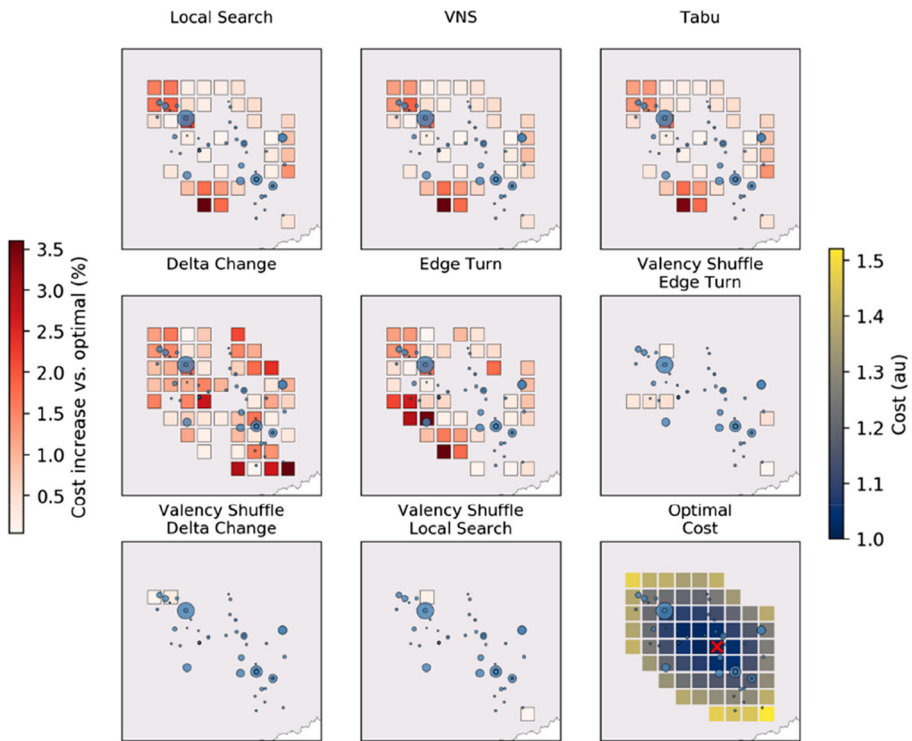 Local Search
VNS
Tabu
Delta Change
Edge Turn
Valency Shuffle
Edge Turn
Cost increase vs. optimal (%)
3.5
3.0
2.5
2.0
1.5
1.0
0.5
Cost (au)
1.5
1.4
1.3
1.2
1.1
1.0
Valency Shuffle
Delta Change
Valency Shuffle
Local Search
Optimal
Cost